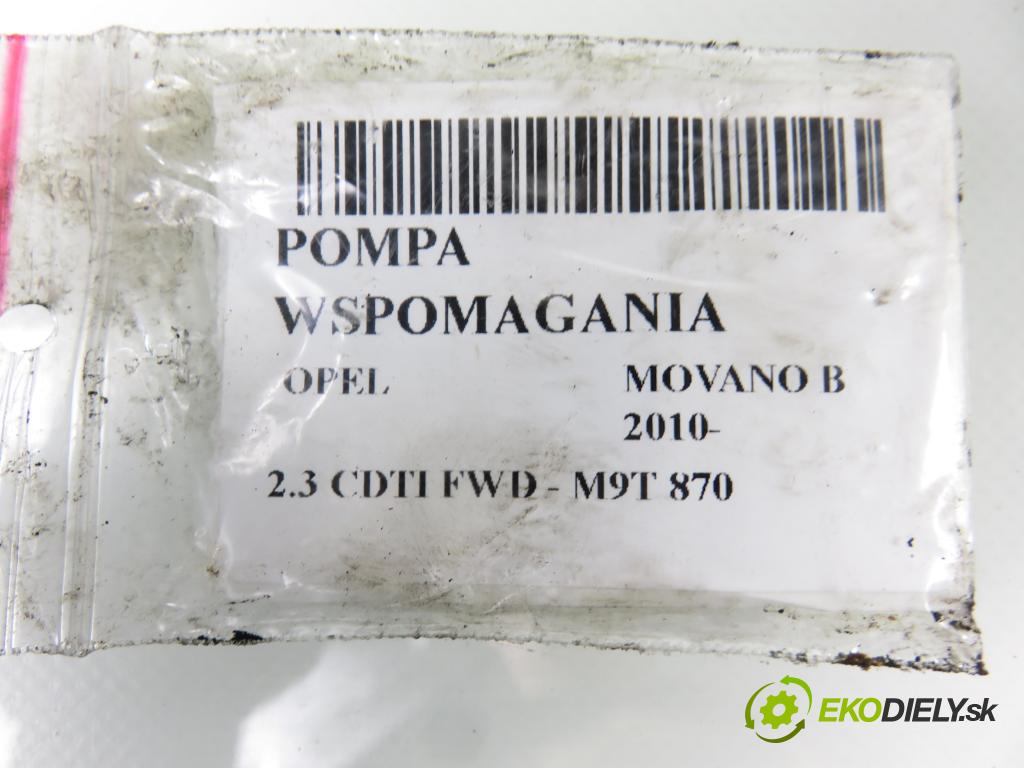 POMPA
WSPOMAGANIA
OPEL MOVANO B
2010-
2.3 CDTI FWD - M9T 870
EKODIELY.sk